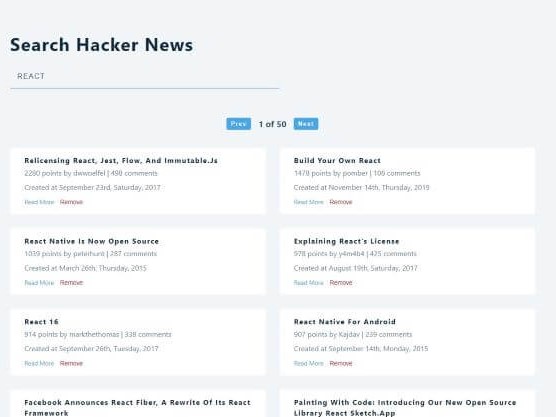 Search Hacker News
REACT
Prev 1 of 50 Next
Relicensing React, Jest, Flow, And Immutable.Js
2280 points by dwwoelfel | 498 comments
Created at September 23rd, Saturday, 2017
Read More Remove
Build Your Own React
1478 points by pomber | 108 comments
Created at November 14th, Thursday, 2019
Read More Remove
React Native Is Now Open Source
1039 points by peterhunt | 287 comments
Created at March 26th, Thursday, 2015
Read More Remove
Explaining React's License
978 points by y4m4b4 | 425 comments
Created at August 19th, Saturday, 2017
Read More Remove
React 16
914 points by markthethomas | 338 comments
Created at September 26th, Tuesday, 2017
Read More Remove
React Native For Android
907 points by Kajdav | 239 comments
Created at September 14th, Monday, 2015
Read More Remove
Facebook Announces React Fiber, A Rewrite Of Its React
Framework
Painting With Code: Introducing Our New Open Source
Library React Sketch.App